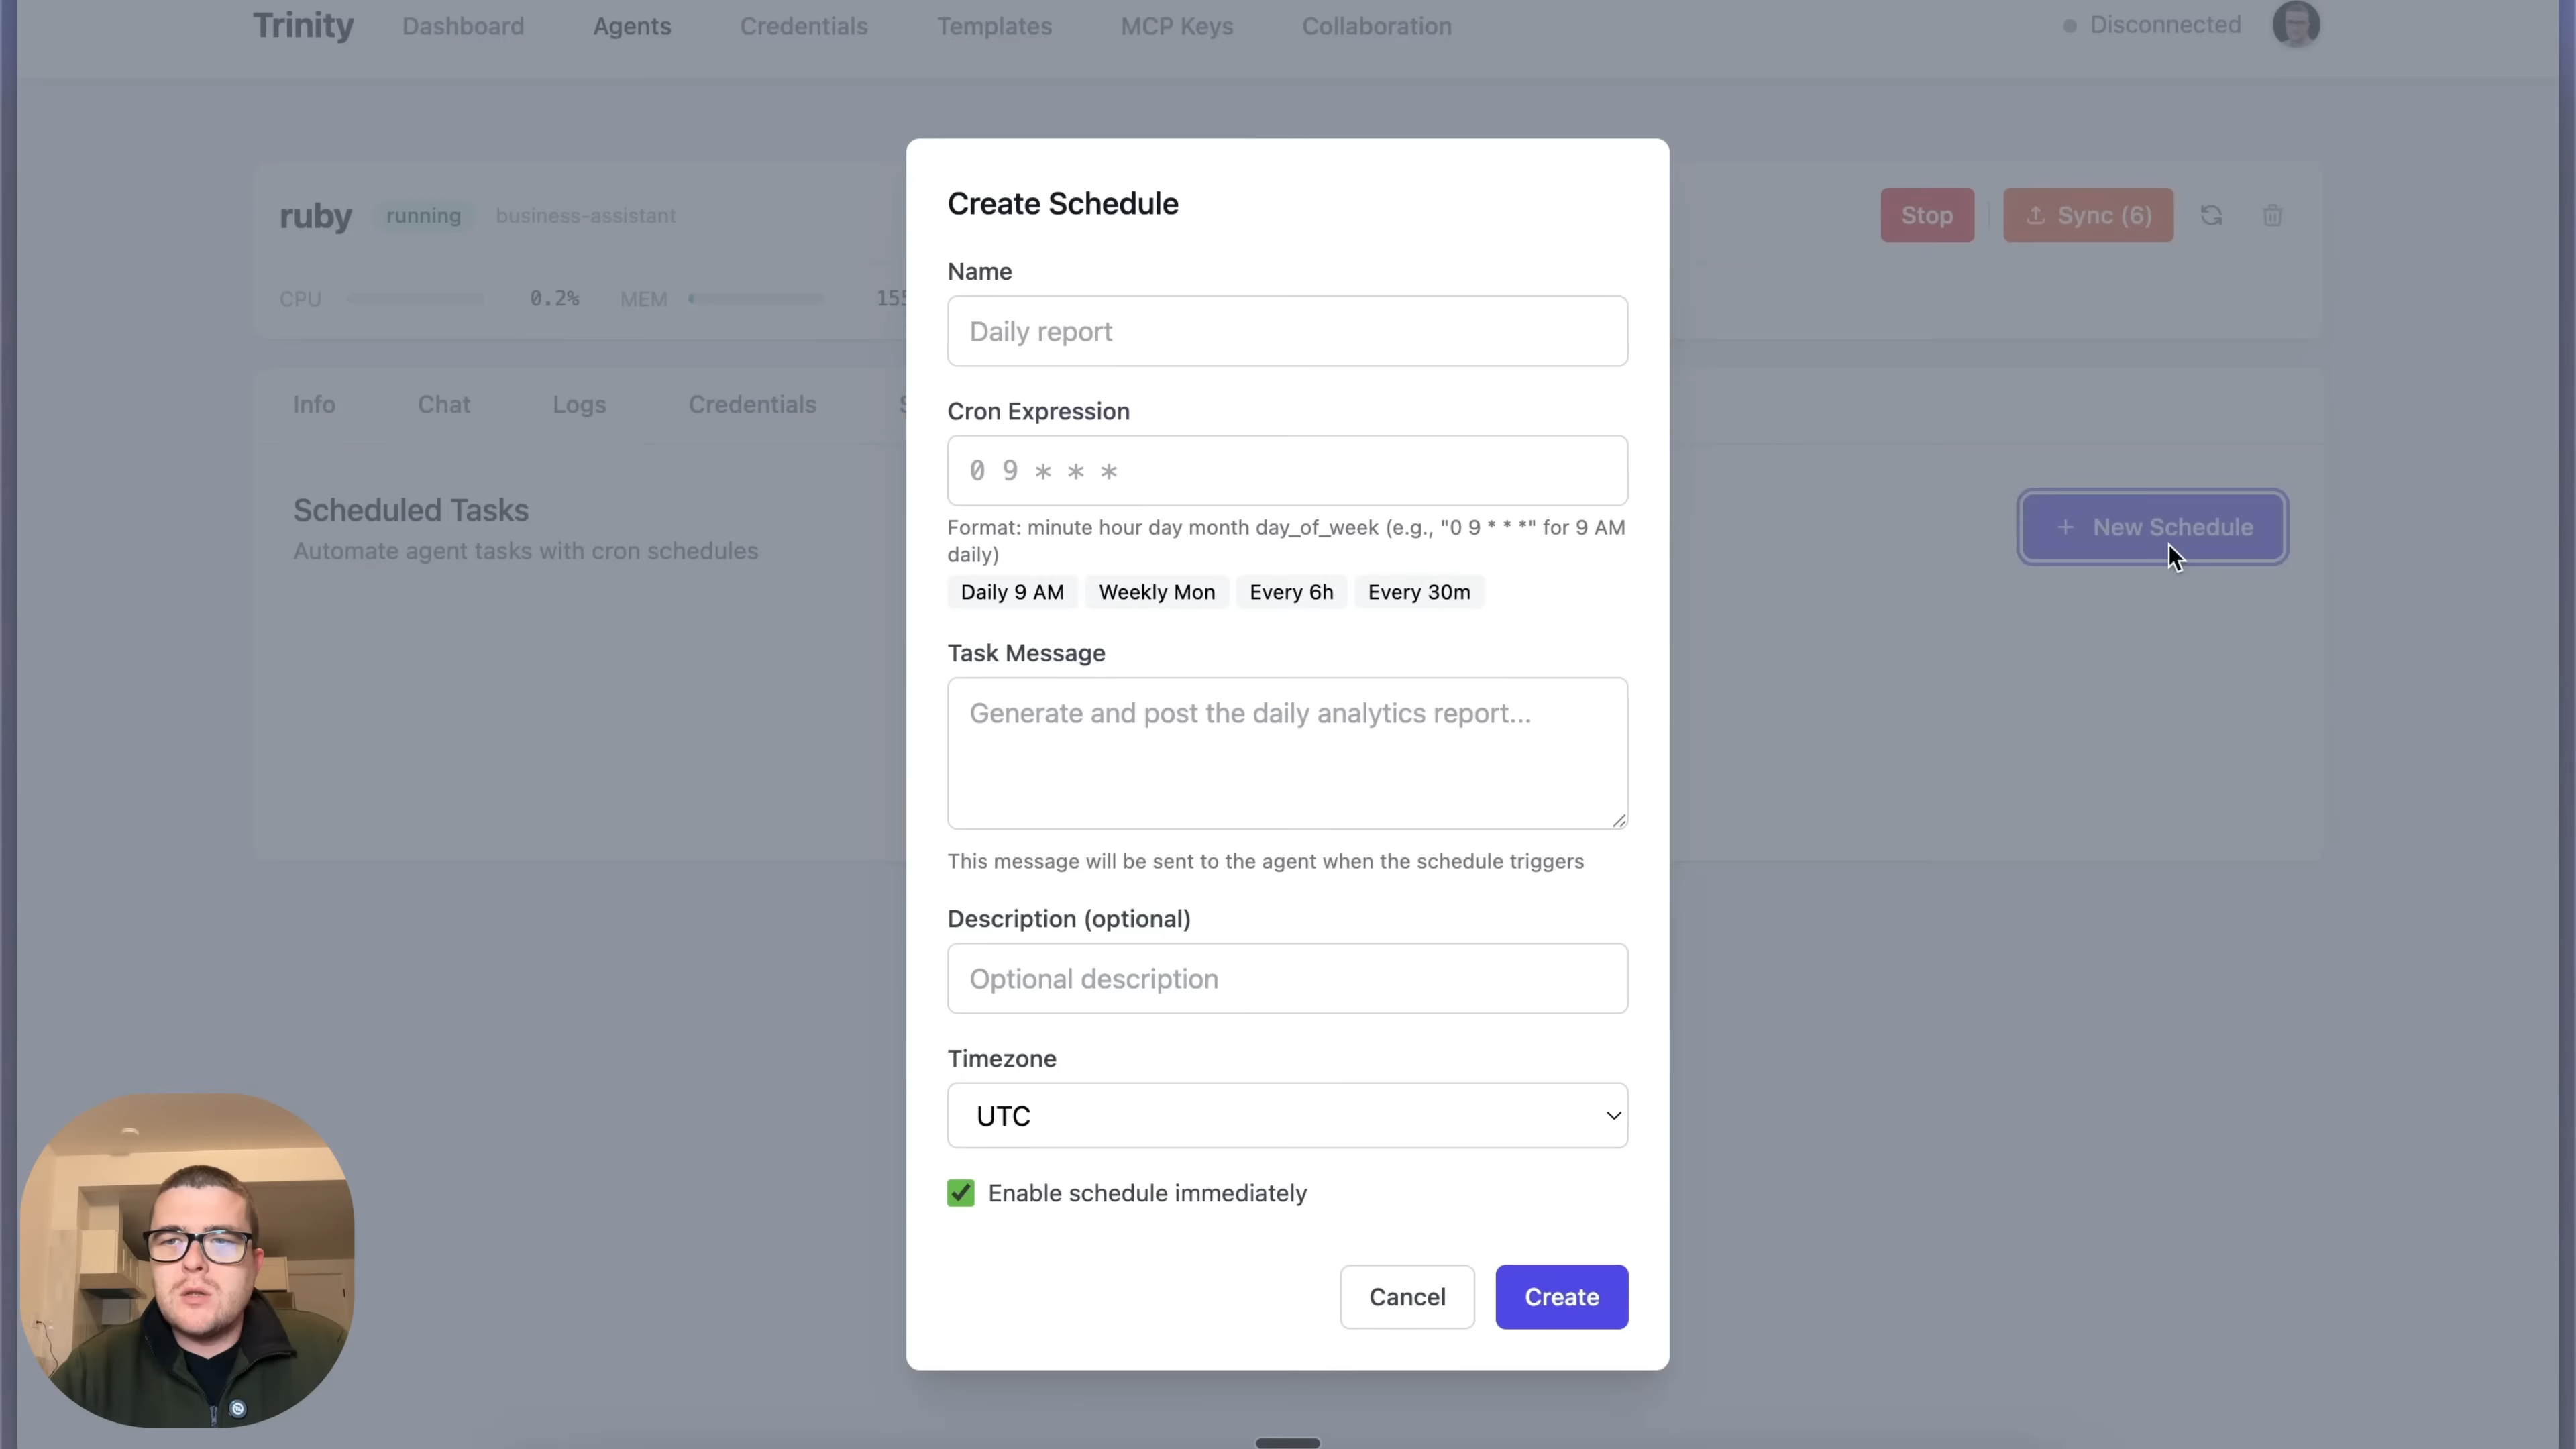 Trinity
Dashboard
Agents
Credentials
Templates
MCP Keys
Collaboration
Disconnected
ruby
running
business-assistant
Stop
Sync (6)
CPU
0.2%
MEM
Info
Chat
Logs
Credentials
Scheduled Tasks
Automate agent tasks with cron schedules
+ New Schedule
Create Schedule
Name
Daily report
Cron Expression
0 9 * * *
Format: minute hour day month day_of_week (e.g., "0 9 * * *" for 9 AM
daily)
Daily 9 AM
Weekly Mon
Every 6h
Every 30m
Task Message
Generate and post the daily analytics report...
This message will be sent to the agent when the schedule triggers
Description (optional)
Optional description
Timezone
UTC
Enable schedule immediately
Cancel
Create